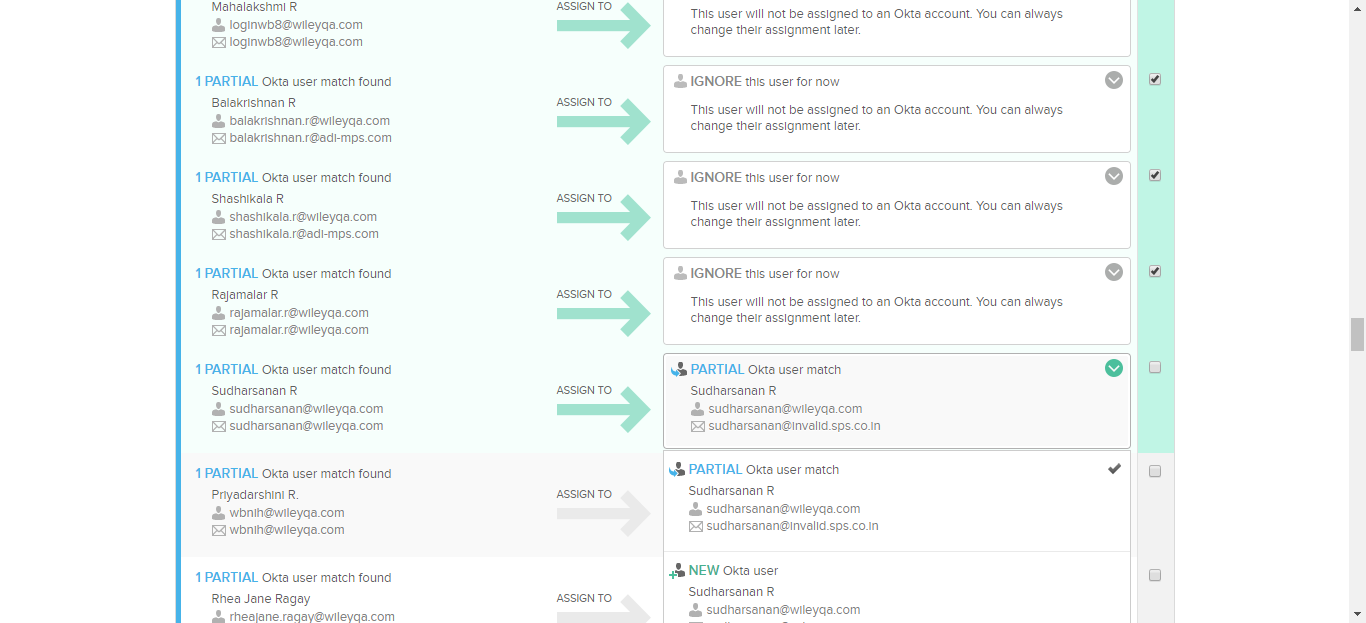 Mahalakshmi R
loginwb8@wileyqa.com
loginwb8@wileyqa.com
ASSIGN TO
This user will not be assigned to an Okta account. You can always
change their assignment later.
1 PARTIAL Okta user match found
Balakrishnan R
balakrishnan.r@wileyqa.com
balakrishnan.r@adi-mps.com
ASSIGN TO
IGNORE this user for now
This user will not be assigned to an Okta account. You can always
change their assignment later.
1 PARTIAL Okta user match found
Shashikala R
shashikala.r@wileyqa.com
shashikala.r@adi-mps.com
ASSIGN TO
IGNORE this user for now
This user will not be assigned to an Okta account. You can always
change their assignment later.
1 PARTIAL Okta user match found
Rajamalar R
rajamalar.r@wileyqa.com
rajamalar.r@wileyqa.com
ASSIGN TO
IGNORE this user for now
This user will not be assigned to an Okta account. You can always
change their assignment later.
1 PARTIAL Okta user match found
Sudharsanan R
sudharsanan@wileyqa.com
sudharsanan@wileyqa.com
ASSIGN TO
PARTIAL Okta user match
Sudharsanan R
sudharsanan@wileyqa.com
sudharsanan@invalid.sps.co.in
1 PARTIAL Okta user match found
Priyadarshini R.
wbnih@wileyqa.com
wbnih@wileyqa.com
ASSIGN TO
PARTIAL Okta user match
Sudharsanan R
sudharsanan@wileyqa.com
sudharsanan@invalid.sps.co.in
1 PARTIAL Okta user match found
Rhea Jane Ragay
rheajane.ragay@wileyqa.com
ASSIGN TO
NEW Okta user
Sudharsanan R
sudharsanan@wileyqa.com